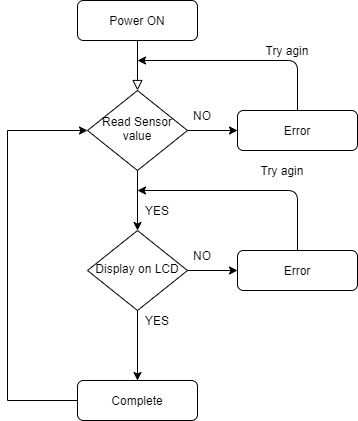 Power ON
Try agin
Read Sensor
value
NO
Error
Try agin
YES
Display on LCD
NO
Error
YES
Complete